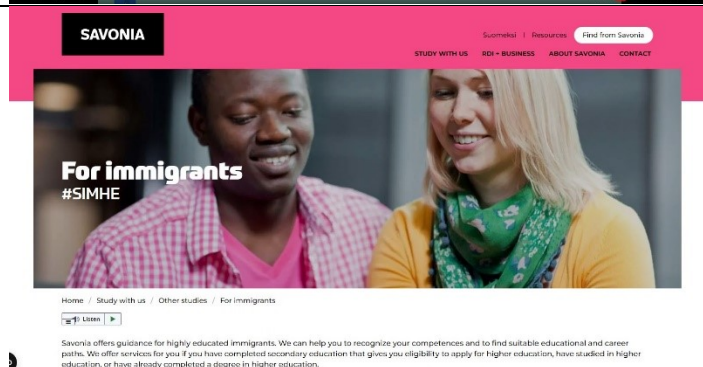 SAVONIA
Suomeksi | Resources Find from Savonia
STUDY WITH US RDI + BUSINESS ABOUT SAVONIA CONTACT
For immigrants
#SIMHE
Home / Study with us / Other studies / For immigrants
Listen
Savonia offers guidance for highly educated immigrants. We can help you to recognize your competences and to find suitable educational and career
paths. We offer services for you if you have completed secondary education that gives you eligibility to apply for higher education, have studied in higher
education, or have already completed a degree in higher education.